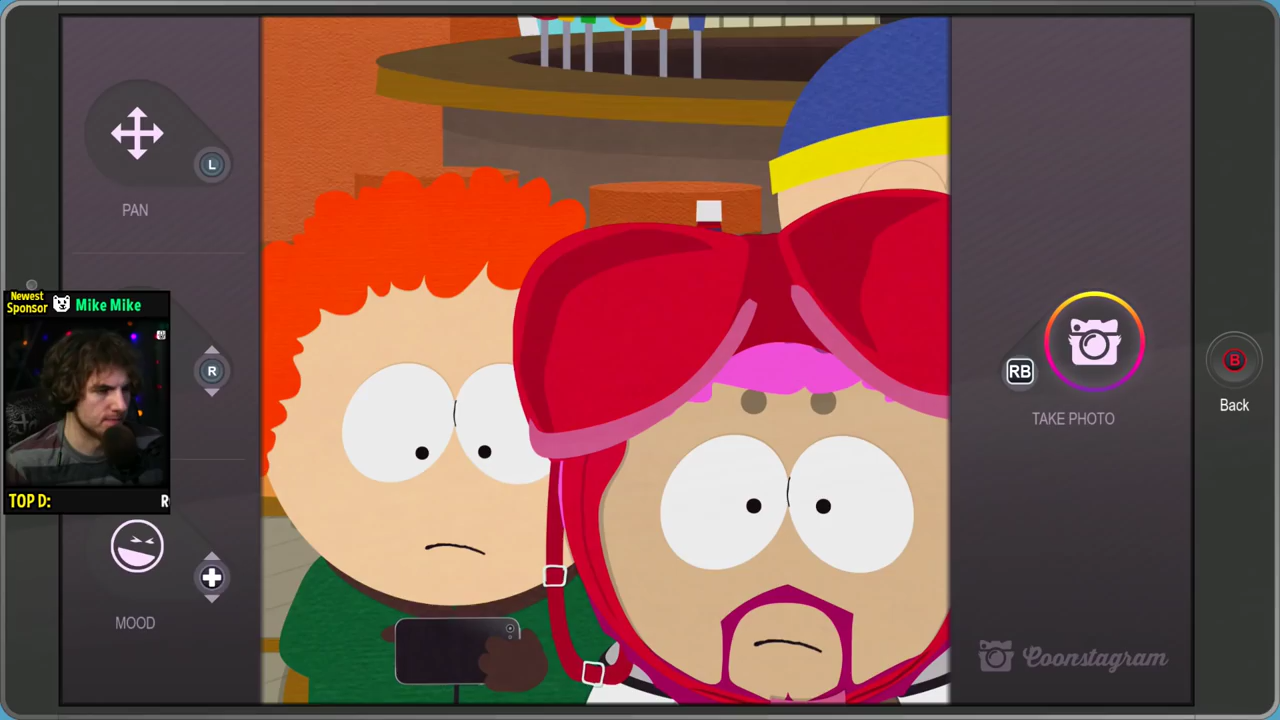 L
PAN
Newest
Sponsor
Mike Mike
R
TOP D:
R
MOOD
RB
TAKE PHOTO
B
Back
Coonstagram